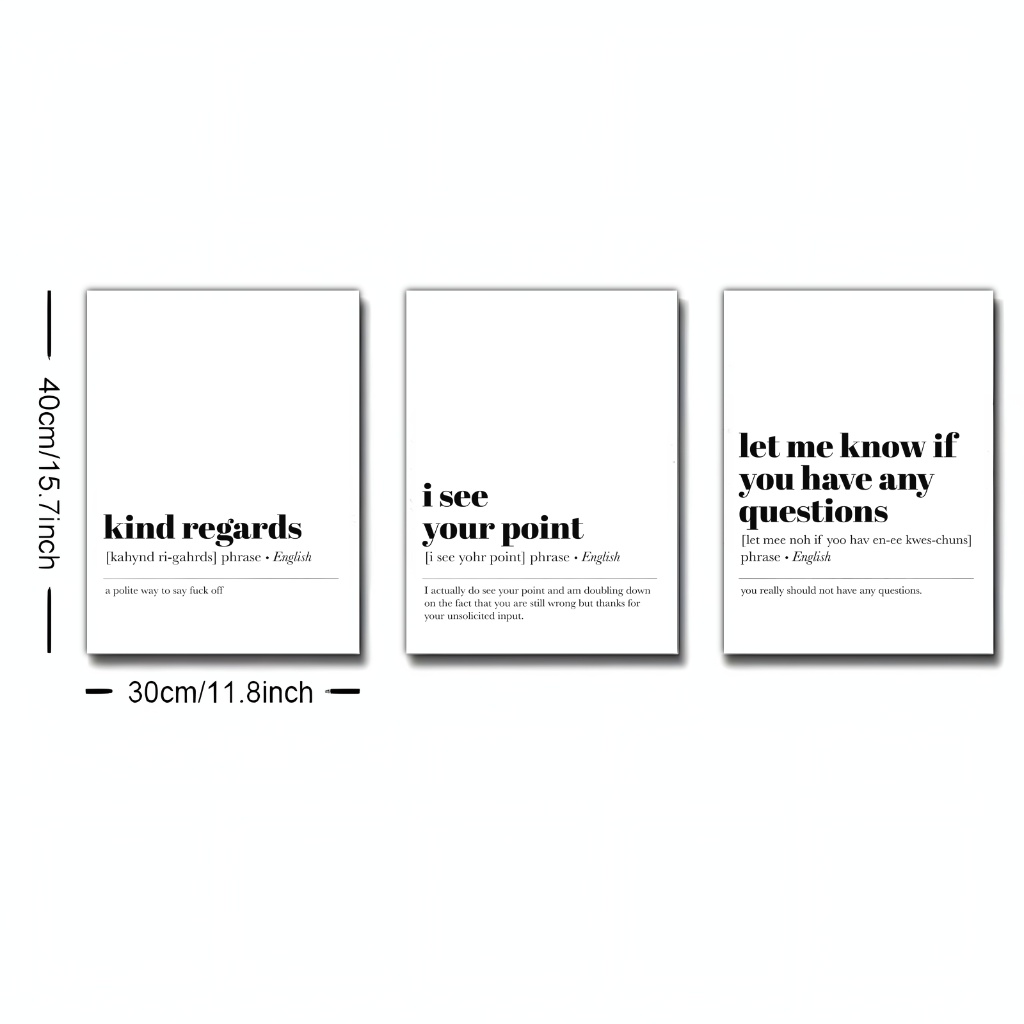 40cm/15.7inch
kind regards
[kahynd ri-gahrds] phrase • English
a polite way to say fuck off
30cm/11.8inch
i see
your point
[i see yohr point] phrase • English
I actually do see your point and am doubling down
on the fact that you are still wrong but thanks for
your unsolicited input.
let me know if
you have any
questions
[let mee noh if yoo hav en-ee kwes-chuns]
phrase • English
you really should not have any questions.